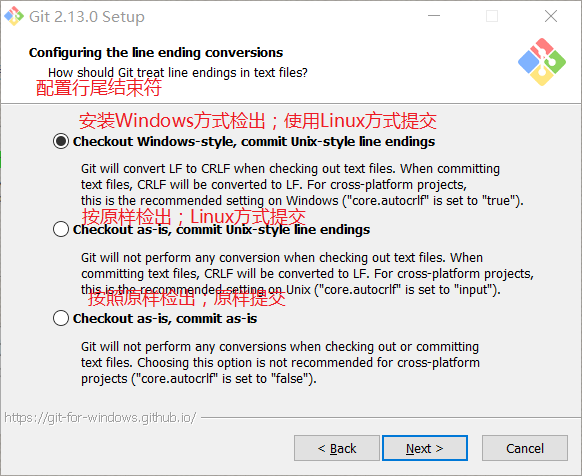 Git 2.13.0 Setup
Configuring the line ending conversions
How should Git treat line endings in text files?
配置行尾结束符
安装Windows方式检出；使用Linux方式提交
Checkout Windows-style, commit Unix-style line endings
Git will convert LF to CRLF when checking out text files. When committing
text files, CRLF will be converted to LF. For cross-platform projects,
this is the recommended setting on Windows ("core.autocrlf" is set to "true").
按原样检出；Linux方式提交
Checkout as-is, commit Unix-style line endings
Git will not perform any conversion when checking out text files. When
committing text files, CRLF will be converted to LF. For cross-platform projects,
this is the recommended setting on Unix ("core.autocrlf" is set to "input").
按照原样检出；原样提交
Checkout as-is, commit as-is
Git will not perform any conversions when checking out or committing
text files. Choosing this option is not recommended for cross-platform
projects ("core.autocrlf" is set to "false").
https://git-for-windows.github.io/
< Back
Next >
Cancel